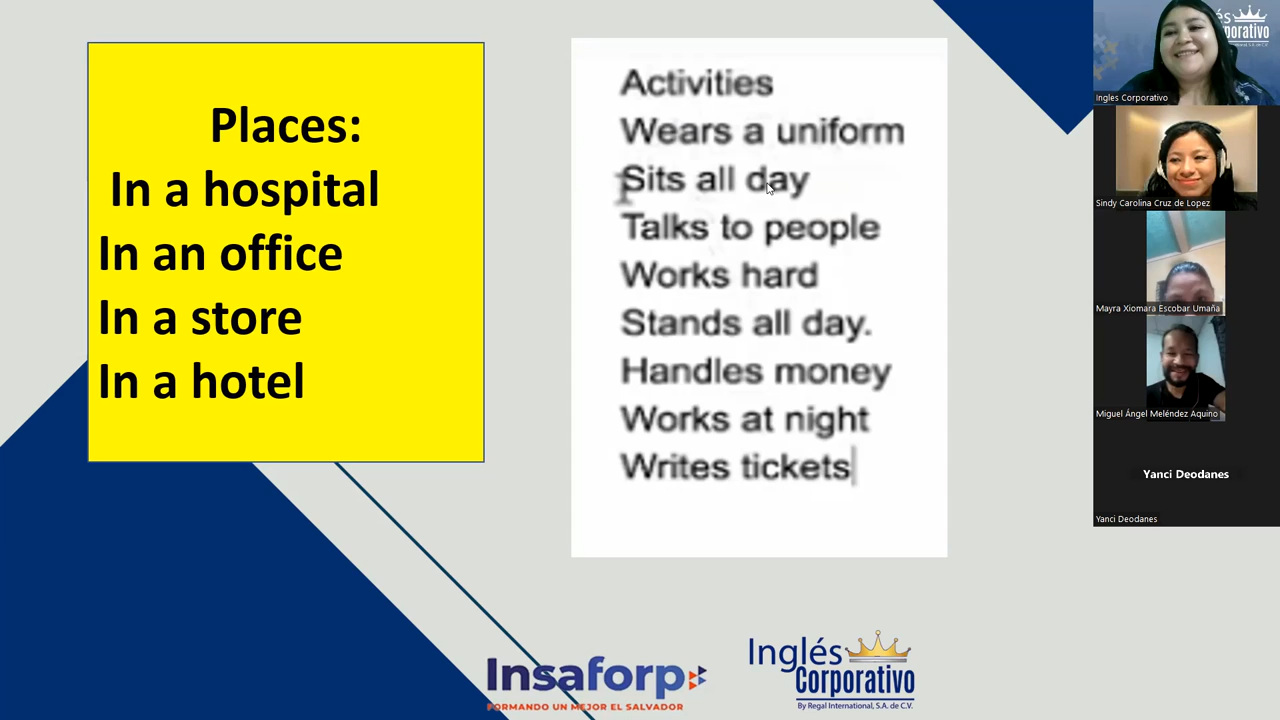 Places:
In a hospital
In an office
In a store
In a hotel
Activities
Wears a uniform
Sits all day
Talks to people
Works hard
Stands all day.
Handles money
Works at night
Writes tickets
Insaforp
FORMANDO UN MEJOR EL SALVADOR
Inglés
Corporativo
By Regal International, S.A. de C.V.
Ingles Corporativo
Sindy Carolina Cruz de Lopez
Mayra Xiomara Escobar Umaña
Miguel Ángel Meléndez Aquino
Yanci Deodanes
Yanci Deodanes